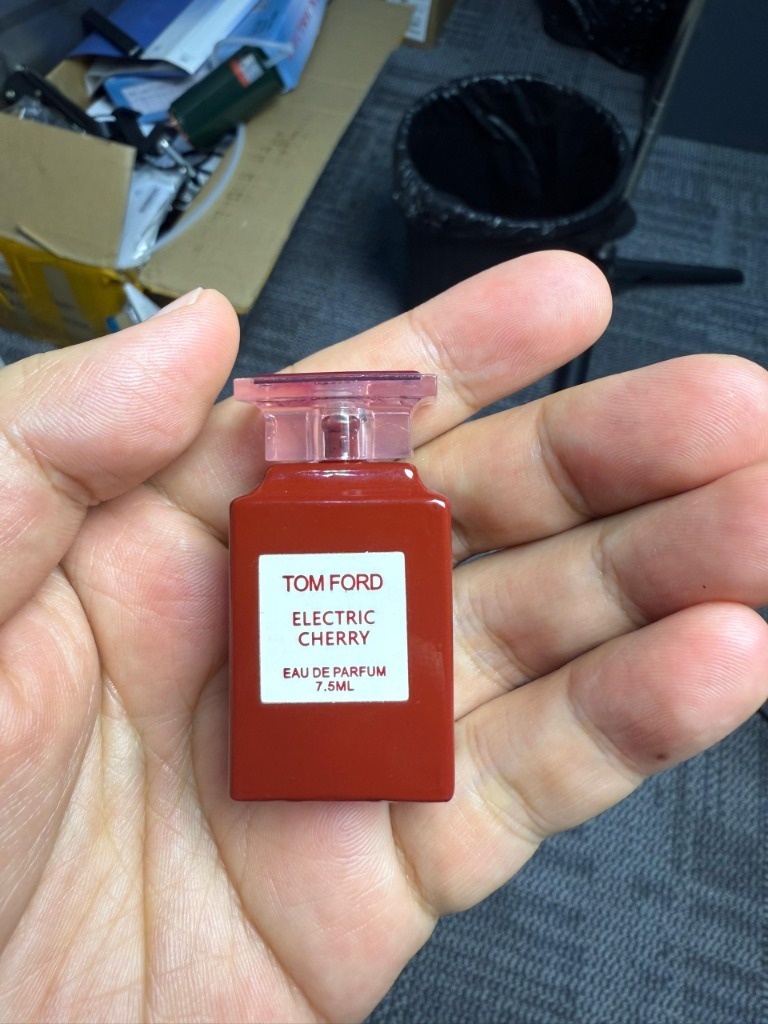 TOM FORD
ELECTRIC
CHERRY
EAU DE PARFUM
7.5ML